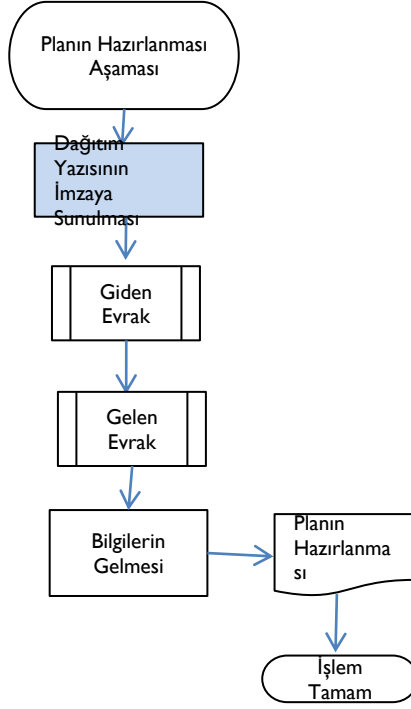 Planın Hazırlanması
Aşaması
Dağıtım
Yazısının
İmzaya
Sunulması
Giden
Evrak
Gelen
Evrak
Bilgilerin
Gelmesi
Planın
Hazırlanma
sı
İşlem
Tamam